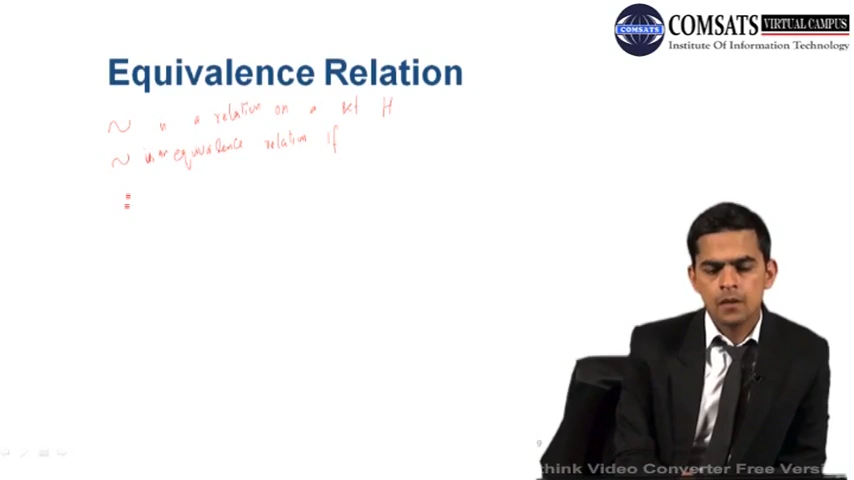 COMSATS VIRTUAL CAMPUS
Institute Of Information Technology
COMSATS
Equivalence Relation
~ is a relation on a set H
~ is an equivalence relation if
9
think Video Converter Free Versi